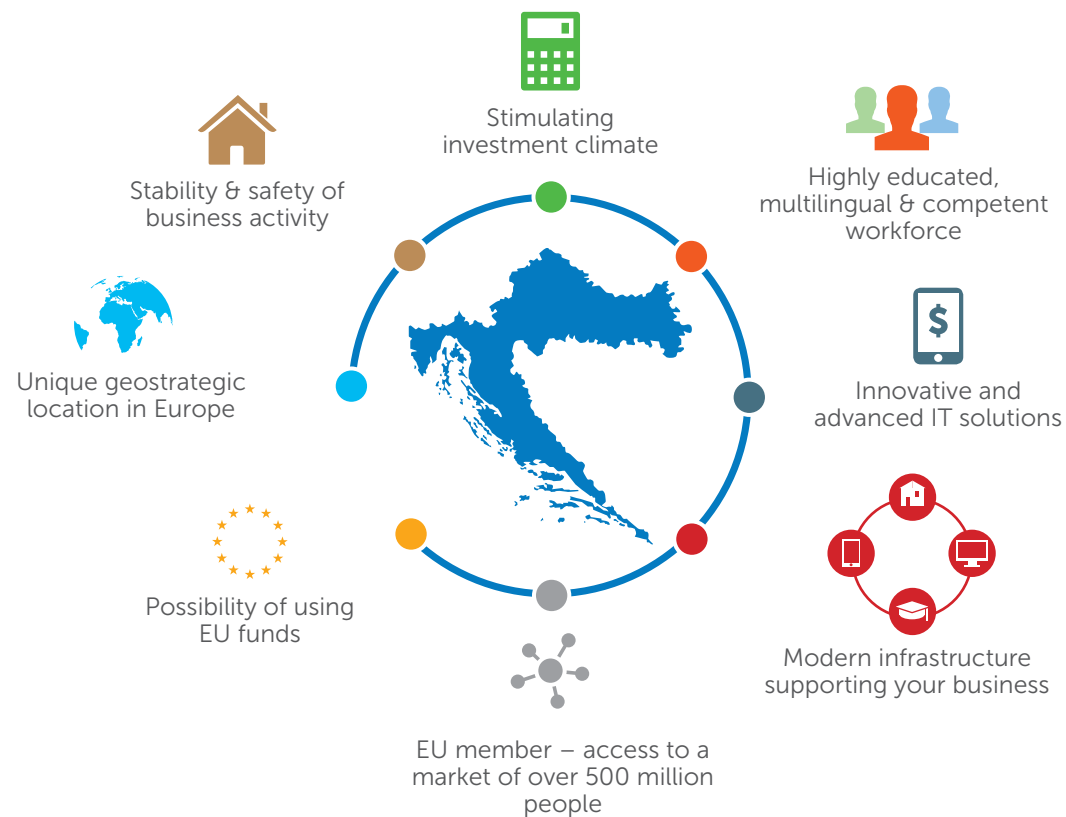 Stimulating
investment climate
Highly educated,
multilingual & competent
workforce
Stability & safety of
business activity
$
Innovative and
advanced IT solutions
Unique geostrategic
location in Europe
Possibility of using
EU funds
Modern infrastructure
supporting your business
EU member – access to a
market of over 500 million
people